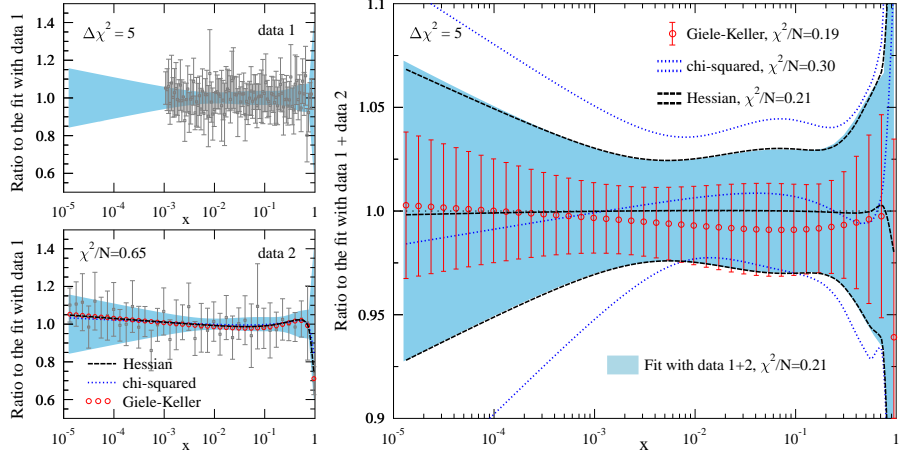 Ratio to the fit with data 1
1.4
1.2
1.0
0.8
0.6
Δχ² = 5
data 1
10⁻⁵
10⁻⁴
10⁻³
10⁻²
10⁻¹
1
x
Ratio to the fit with data 1
1.4
1.2
1.0
0.8
0.6
χ²/N=0.65
data 2
Hessian
chi-squared
Giele-Keller
10⁻⁵
10⁻⁴
10⁻³
10⁻²
10⁻¹
1
x
Ratio to the fit with data 1 + data 2
1.1
1.05
1.0
0.95
0.9
Δχ² = 5
Giele-Keller, χ²/N=0.19
chi-squared, χ²/N=0.30
Hessian, χ²/N=0.21
Fit with data 1+2, χ²/N=0.21
10⁻⁵
10⁻⁴
10⁻³
10⁻²
10⁻¹
1
x